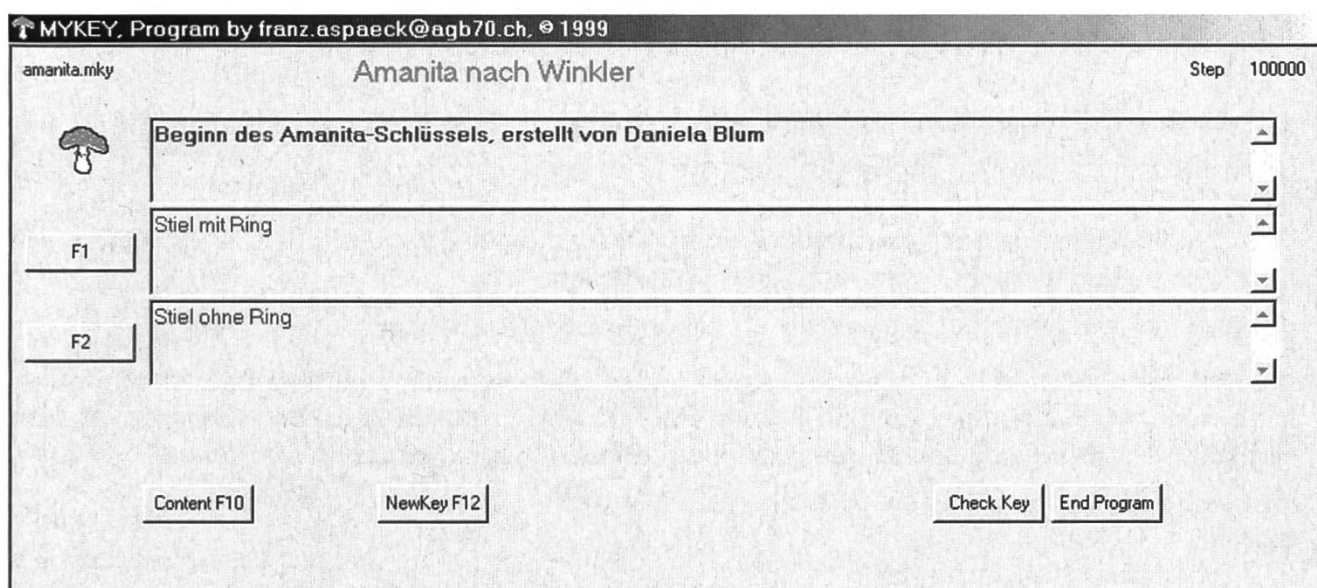 MYKEY, Program by franz.aspaeck@agb70.ch, © 1999
amanita.mky Amanita nach Winkler Step 100000
Beginn des Amanita-Schlüssels, erstellt von Daniela Blum
F1 Stiel mit Ring
F2 Stiel ohne Ring
Content F10 NewKey F12 Check Key End Program